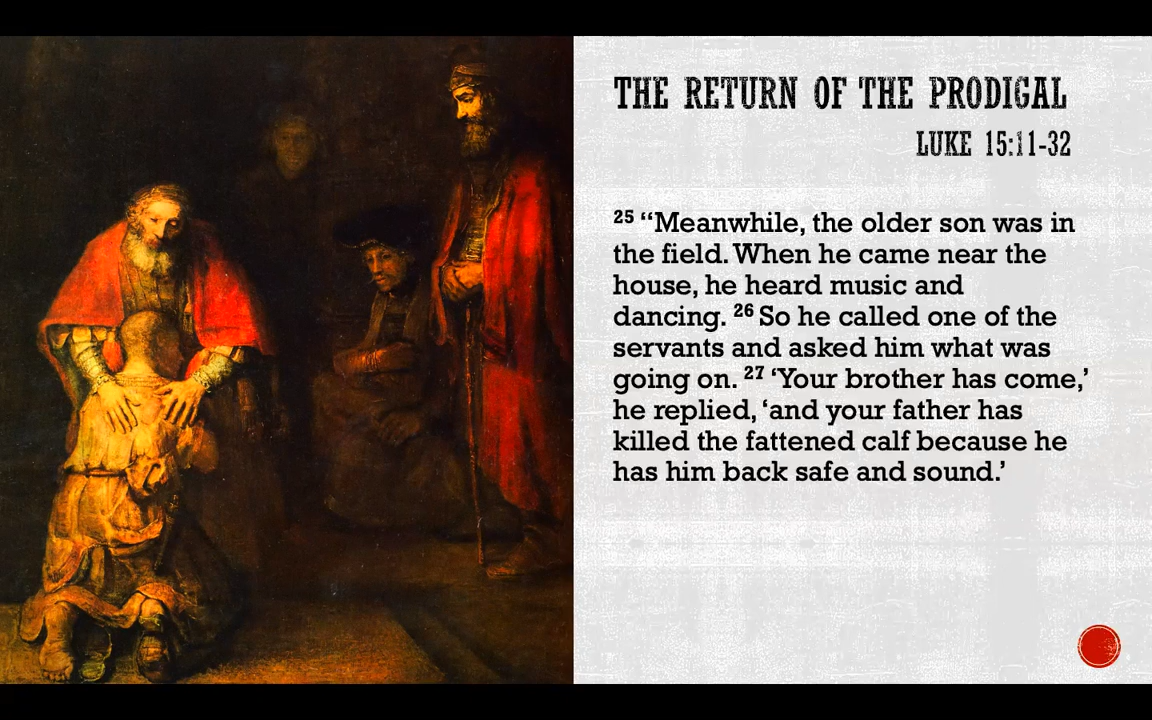 THE RETURN OF THE PRODIGAL
LUKE 15:11-32
25 “Meanwhile, the older son was in
the field. When he came near the
house, he heard music and
dancing. 26 So he called one of the
servants and asked him what was
going on. 27 ‘Your brother has come,’
he replied, ‘and your father has
killed the fattened calf because he
has him back safe and sound.’